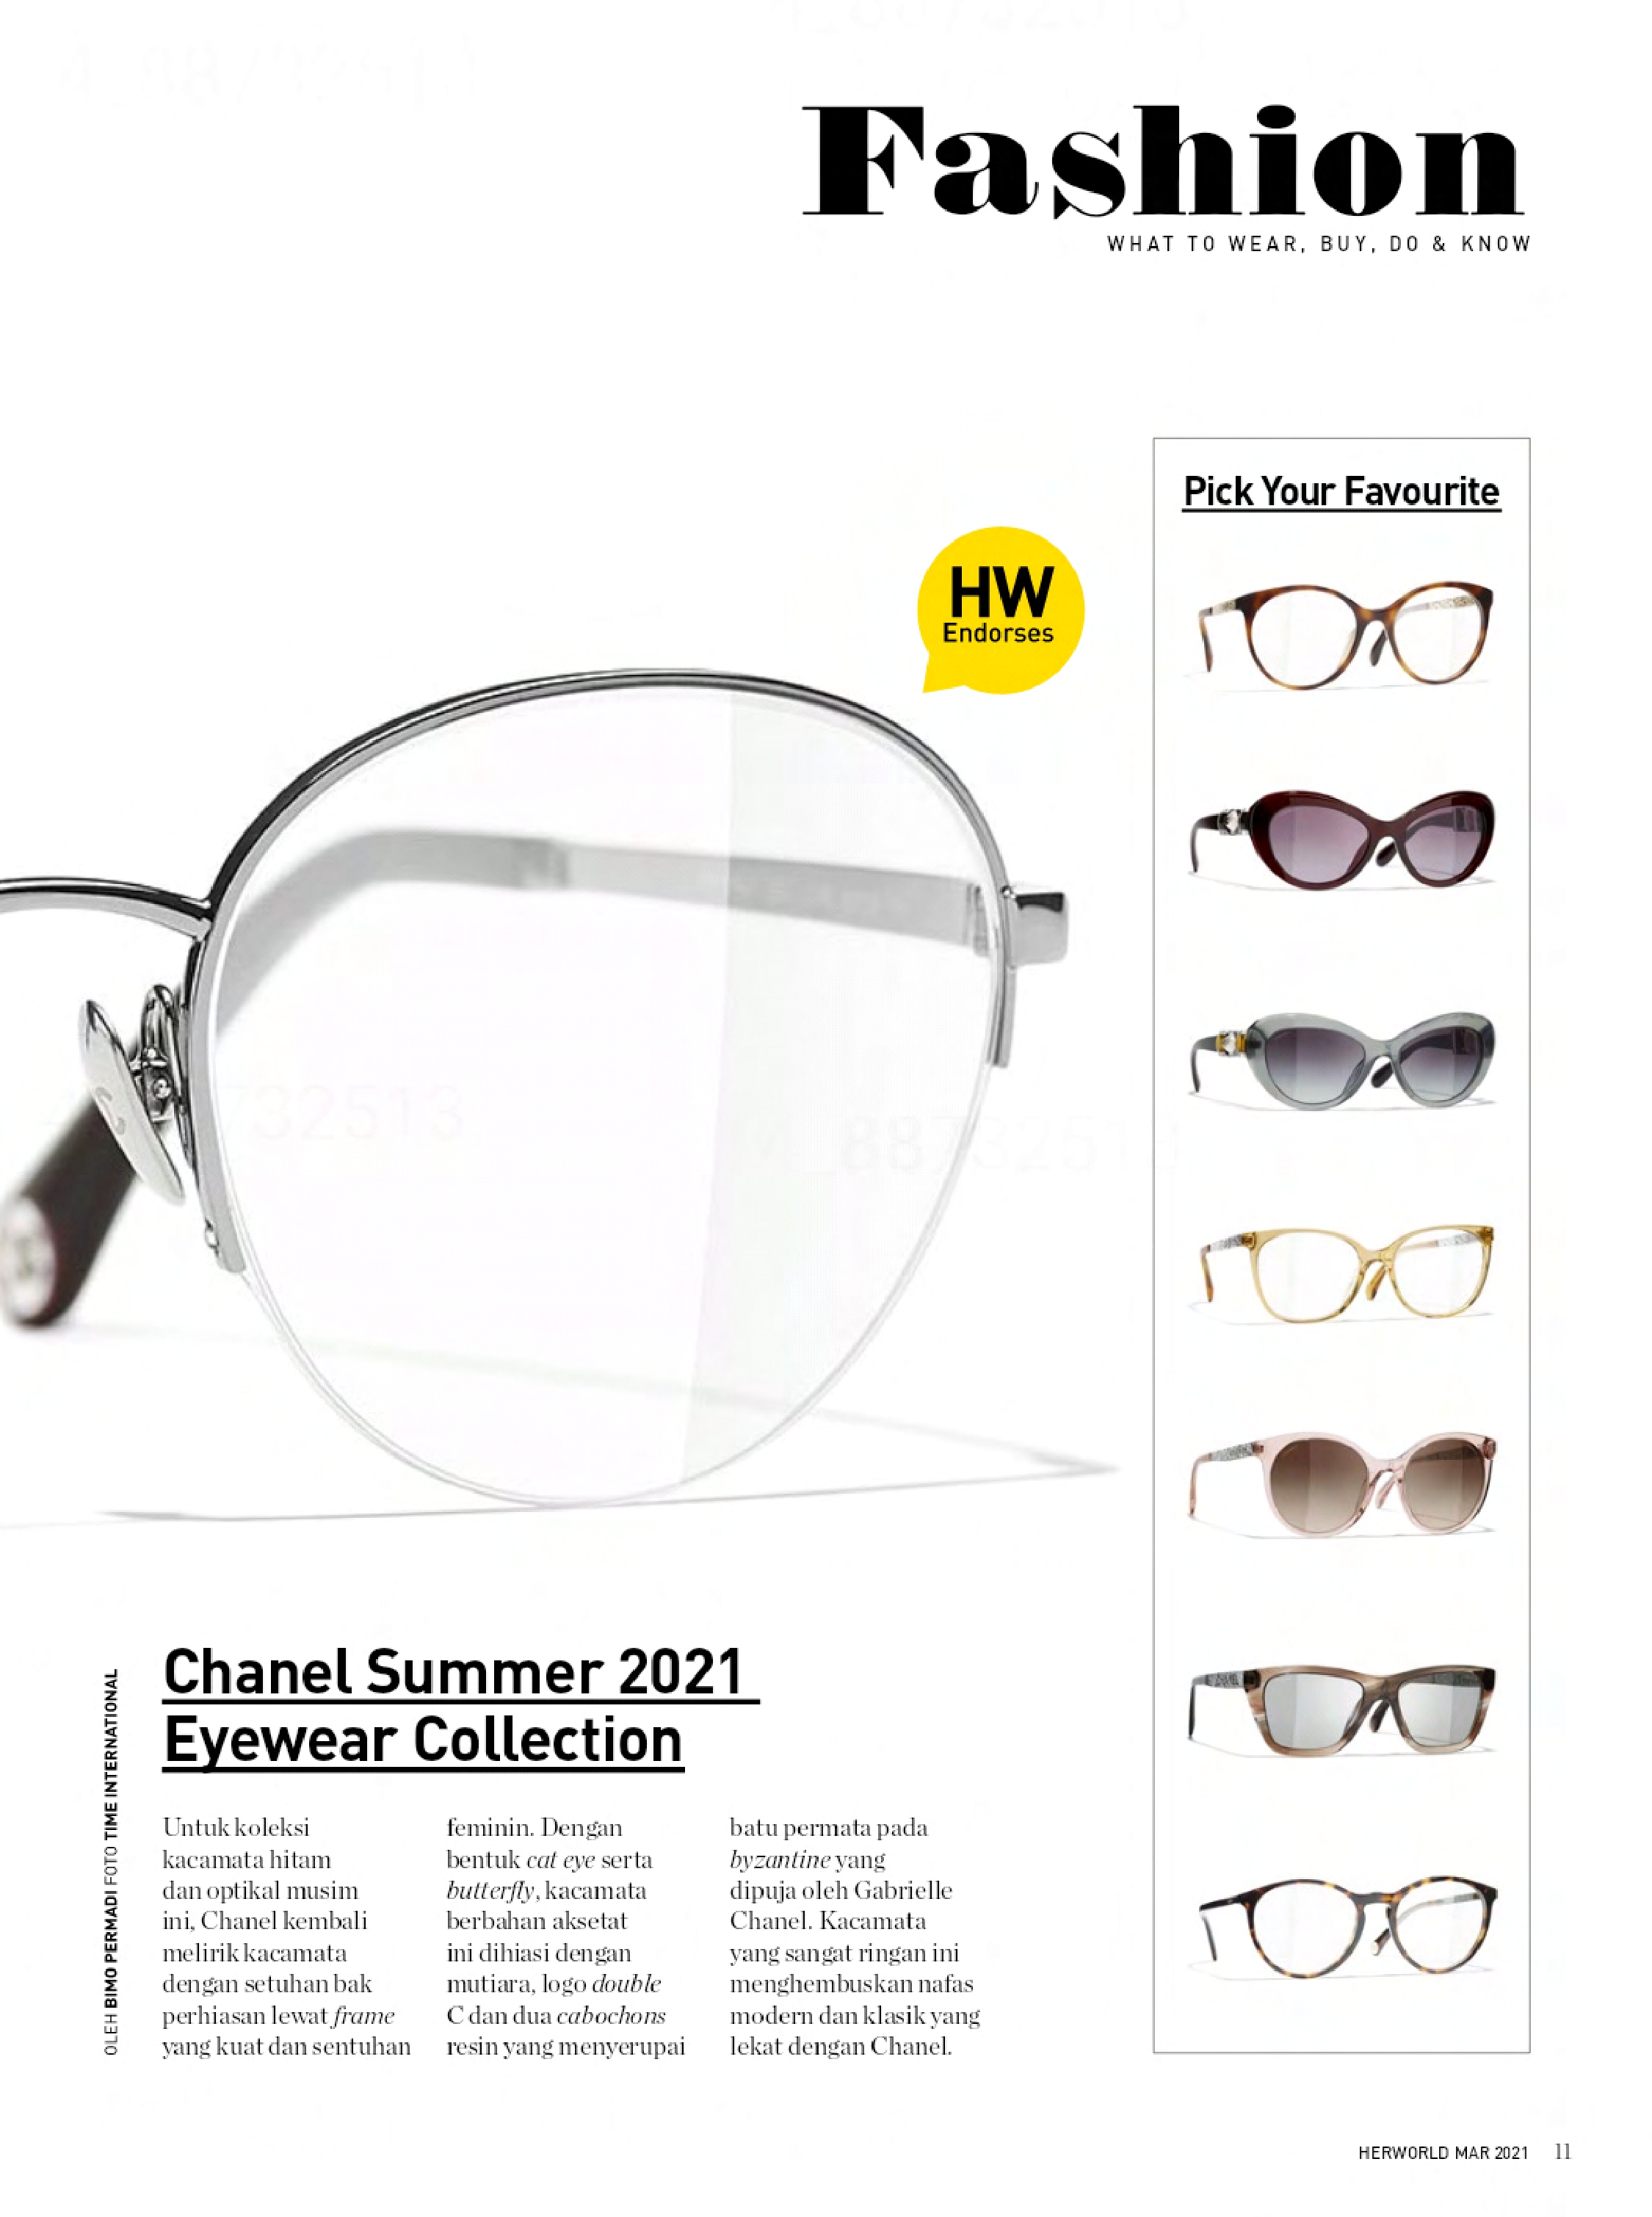 Fashion
WHAT TO WEAR, BUY, DO & KNOW
Pick Your Favourite
HW
Endorses
Chanel Summer 2021
Eyewear Collection
Untuk koleksi
kacamata hitam
dan optikal musim
ini, Chanel kembali
melirik kacamata
dengan setuhan bak
perhiasan lewat frame
yang kuat dan sentuhan
feminin. Dengan
bentuk cat eye serta
butterfly, kacamata
berbahan aksetat
ini dihiasi dengan
mutiara, logo double
C dan dua cabochons
resin yang menyerupai
batu permata pada
byzantine yang
dipuja oleh Gabrielle
Chanel. Kacamata
yang sangat ringan ini
menghembuskan nafas
modern dan klasik yang
lekat dengan Chanel.
OLEH BIMO PERMADI FOTO TIME INTERNATIONAL
HERWORLD MAR 2021 11